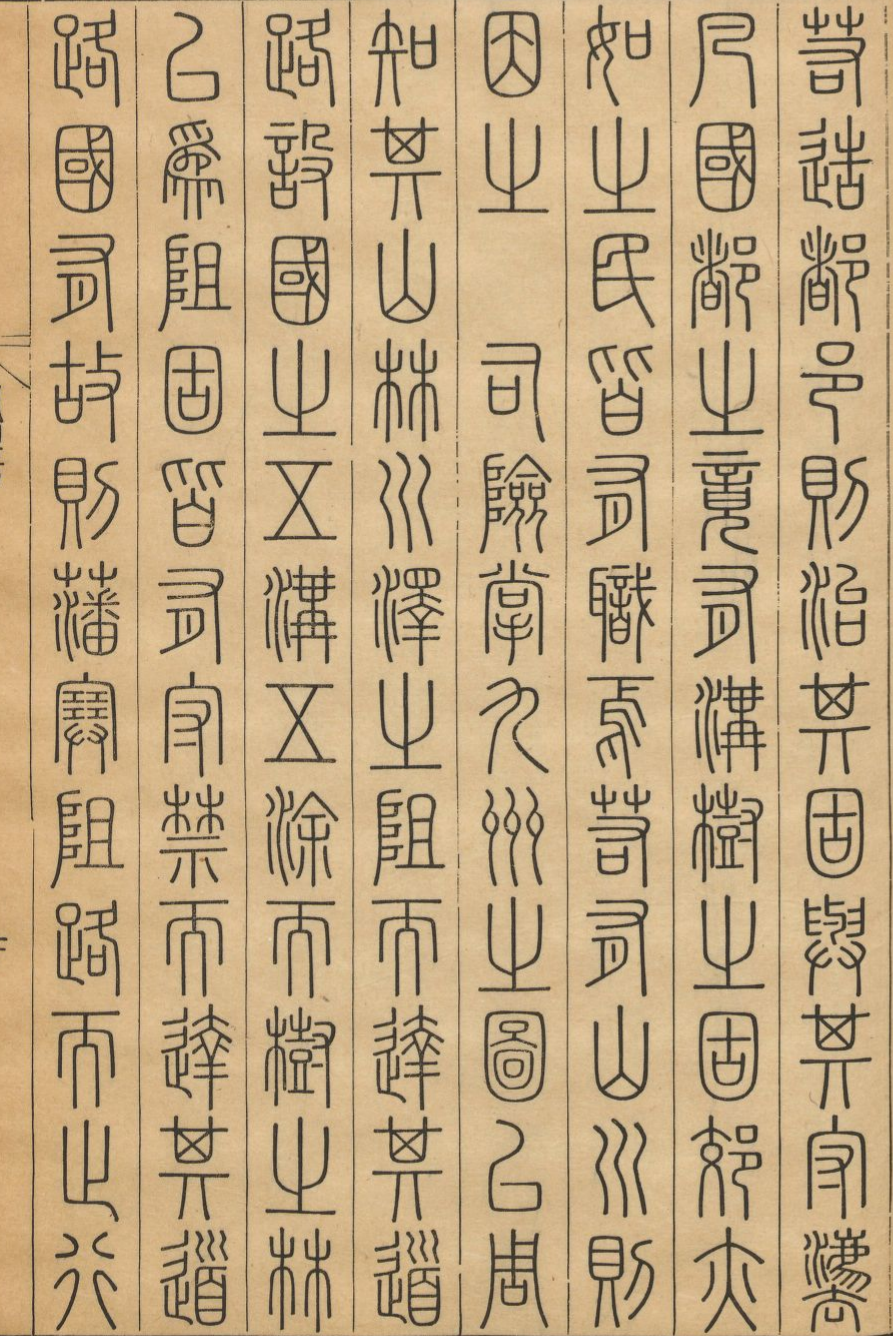 若造都邑則治其固與其守灋
凡國都之竟有溝樹之固郊亦
如之民皆有職焉若有山川則
因之　司險掌九州之圖以周
知其山林川澤之阻而達其道
路設國之五溝五涂而樹之林
以爲阻固皆有守禁而達其道
路國有故則藩塞阻路而止行